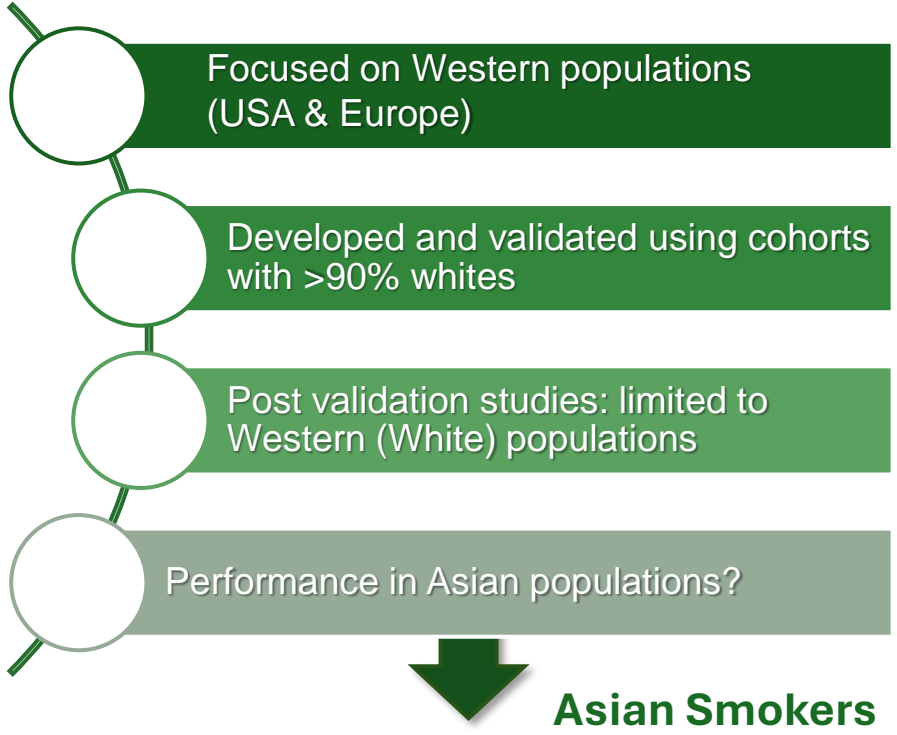 Focused on Western populations
(USA & Europe)
Developed and validated using cohorts
with >90% whites
Post validation studies: limited to
Western (White) populations
Performance in Asian populations?
Asian Smokers